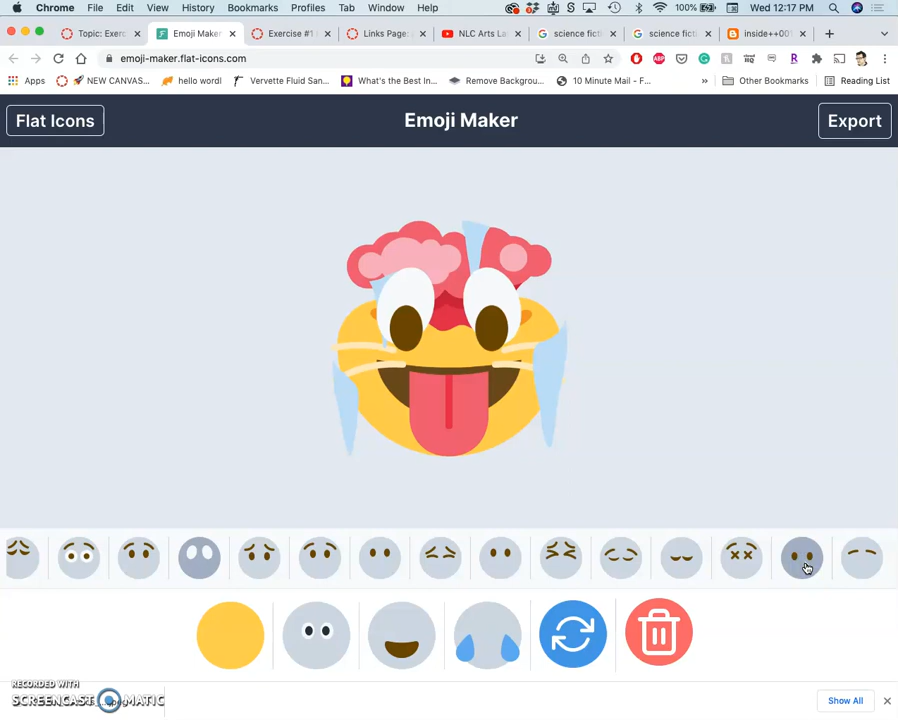 Chrome File Edit View History Bookmarks Profiles Tab Window Help 100% Wed 12:17 PM
Topic: Exerc Emoji Maker Exercise #1 Links Page: NLC Arts La science fict science fict inside++00
emoji-maker.flat-icons.com
Apps NEW CANVAS... hello wordl Vervette Fluid San... What's the Best In... Remove Backgrou... 10 Minute Mail - F... » Other Bookmarks Reading List
Flat Icons Emoji Maker Export
RECORDED WITH
SCREENCAST MATIC
Show All